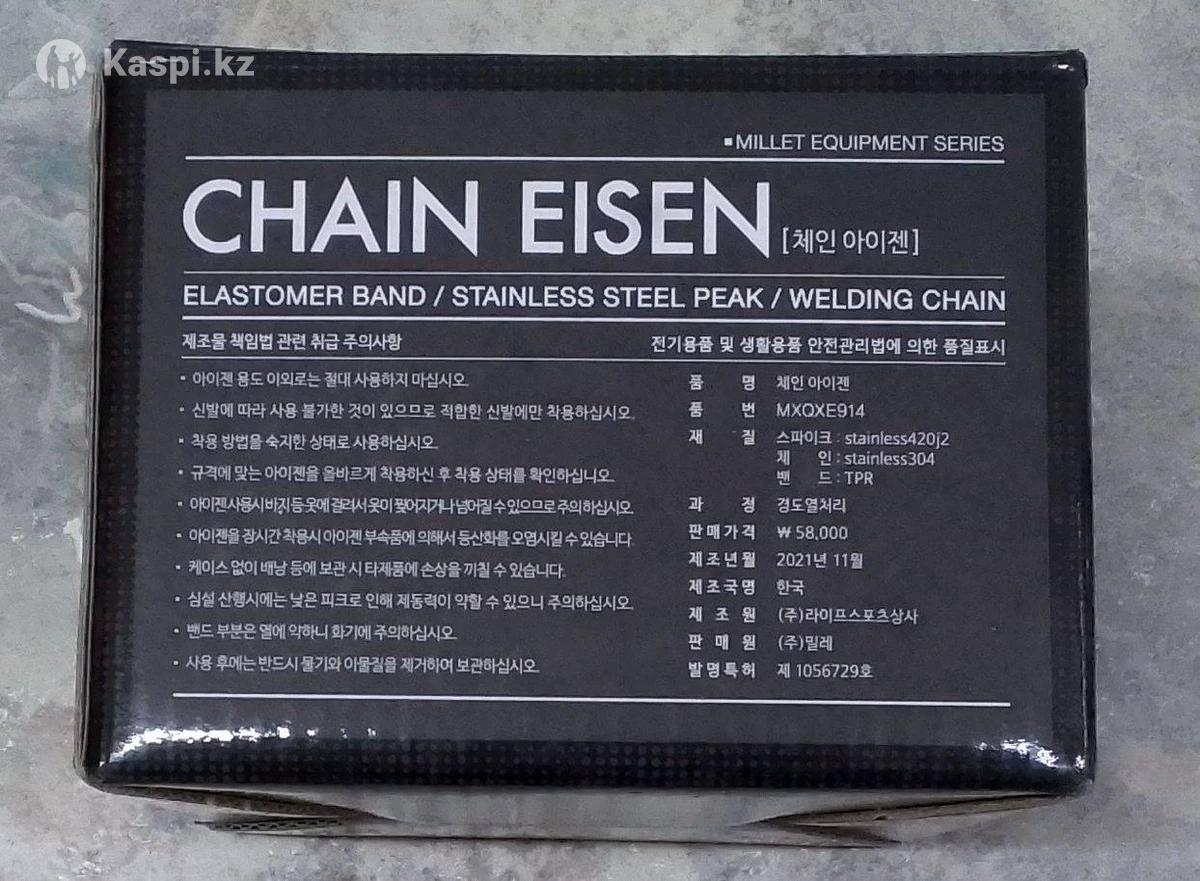 Kaspi.kz
▪MILLET EQUIPMENT SERIES
CHAIN EISEN [체인 아이젠]
ELASTOMER BAND / STAINLESS STEEL PEAK / WELDING CHAIN
제조물 책임법 관련 취급 주의사항
• 아이젠 용도 이외로는 절대 사용하지 마십시오.
• 신발에 따라 사용 불가한 것이 있으므로 적합한 신발에만 착용하십시오.
• 착용 방법을 숙지한 상태로 사용하십시오.
• 규격에 맞는 아이젠을 올바르게 착용하신 후 착용 상태를 확인하십니오.
• 아이젠 사용시 바지 등 옷에 걸려서 옷이 찢어지거나 넘어질 수 있으므로 주의하십시오.
• 아이젠을 장시간 착용시 아이젠 부속품에 의해서 등산화를 오염시킬 수 있습니다.
• 케이스 없이 배낭 등에 보관 시 타제품에 손상을 끼칠 수 있습니다.
• 심설 산행시에는 낮은 피크로 인해 제동력이 약할 수 있으니 주의하십시오.
• 밴드 부분은 열에 약하니 화기에 주의하십시오.
• 사용 후에는 반드시 물기와 이물질을 제거하여 보관하십시오.
전기용품 및 생활용품 안전관리법에 의한 품질표시
품 명 체인 아이젠
품 번 MXQXE914
재 질 스파이크 : stainless420j2
체 인 : stainless304
밴 드 : TPR
과 정 경도열처리
판매가격 ₩ 58,000
제조년월 2021년 11월
제조국명 한국
제 조 원 (주)라이프스포츠상사
판 매 원 (주)밀레
발명특허 제 1056729호